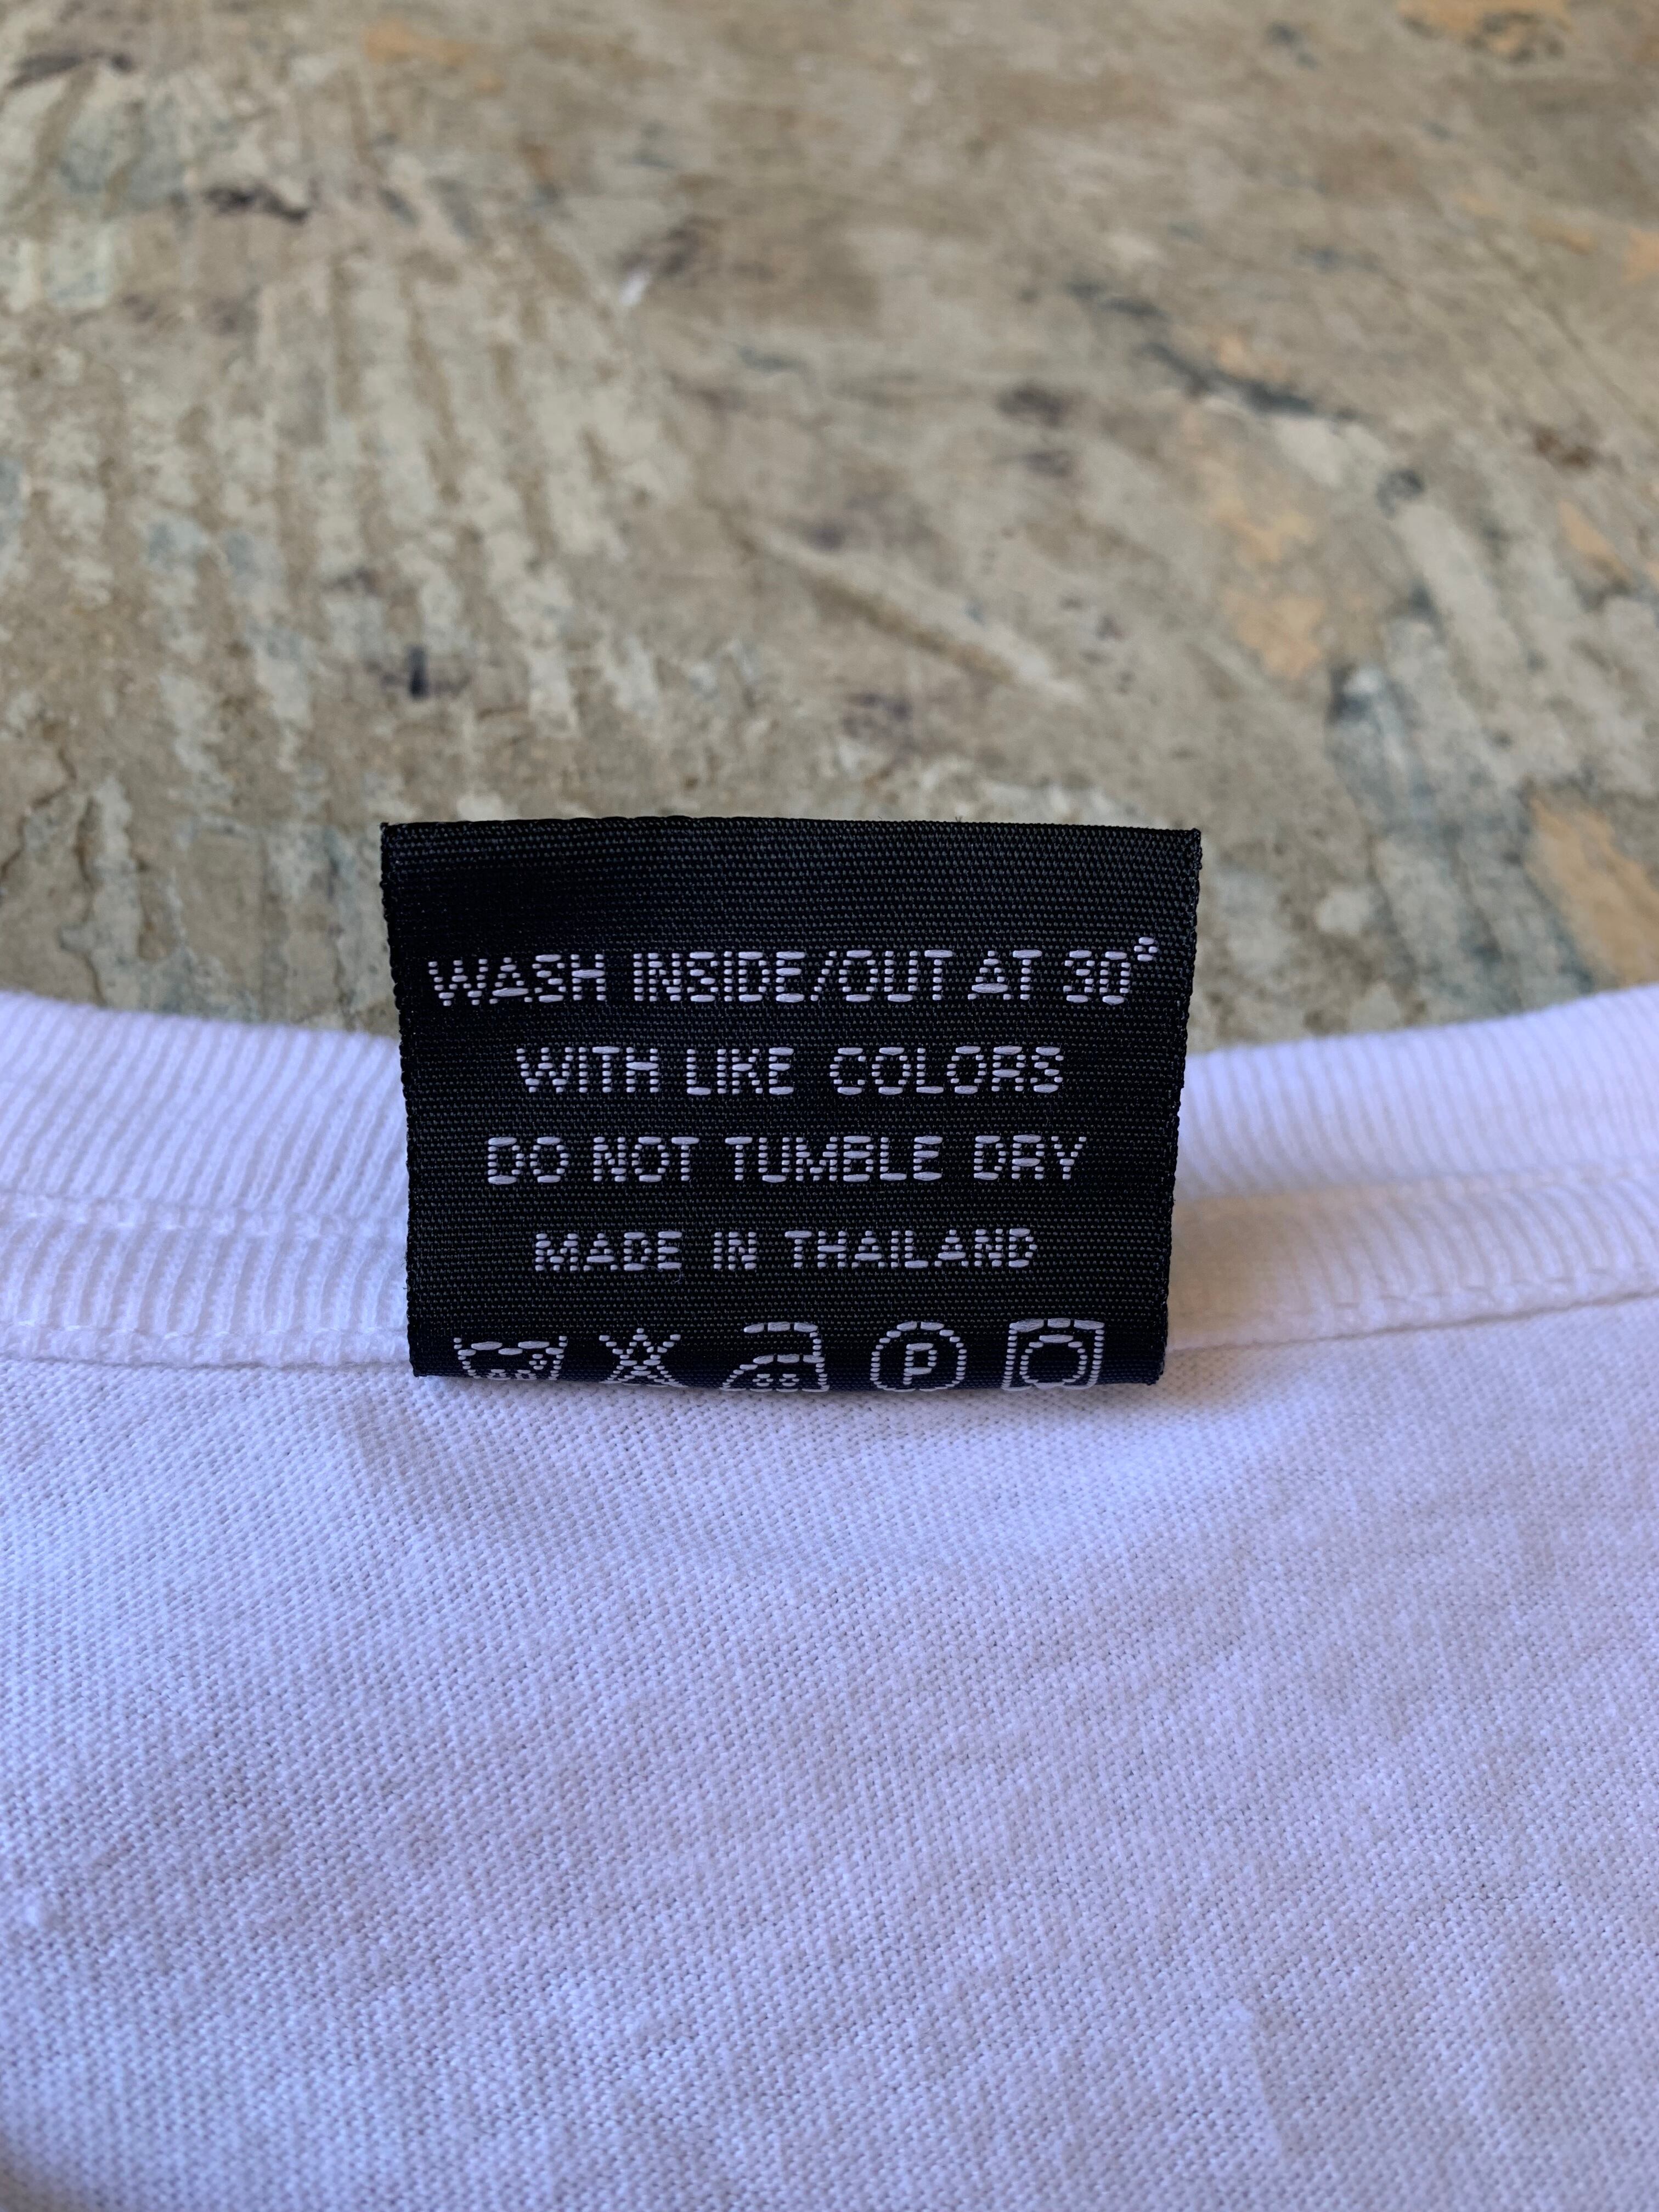 WASH INSIDE/OUT AT 30°
WITH LIKE COLORS
DO NOT TUMBLE DRY
MADE IN THAILAND
P